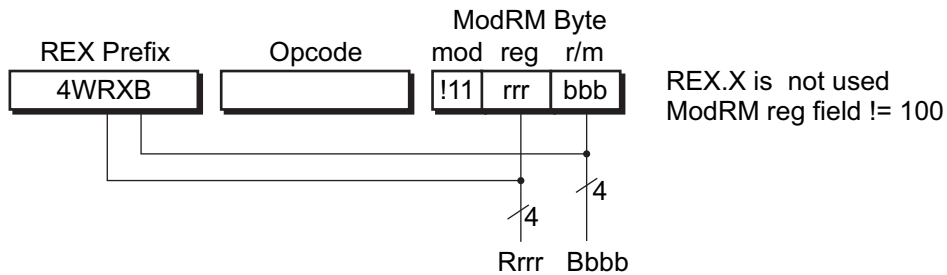 ModRM Byte
REX Prefix Opcode mod reg r/m
4WRXB !11 rrr bbb
REX.X is not used
ModRM reg field != 100
4
4
Rrrr Bbbb